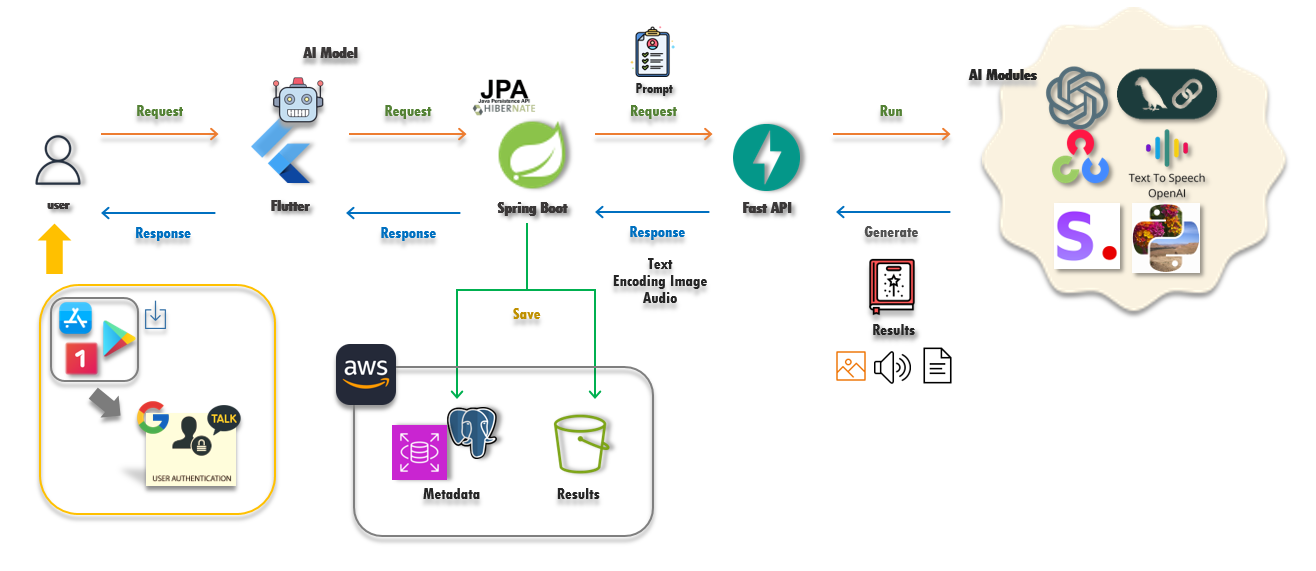 AI Model
AI Modules
JPA
Java Persistence API
HIBERNATE
Prompt
Request
Request
Request
Run
user
Flutter
Spring Boot
Fast API
Text To Speech
OpenAI
Response
Response
Response
Generate
Text
Encoding Image
Audio
S.
Save
Results
1
aws
TALK
USER AUTHENTICATION
Metadata
Results